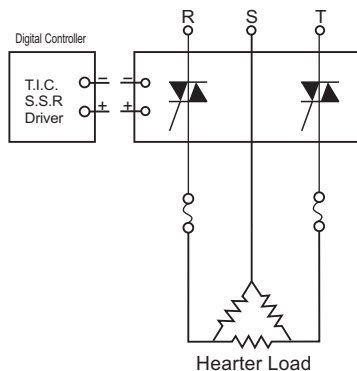 R S T
Digital Controller
T.I.C.
S.S.R
Driver
− −
+ +
Hearter Load